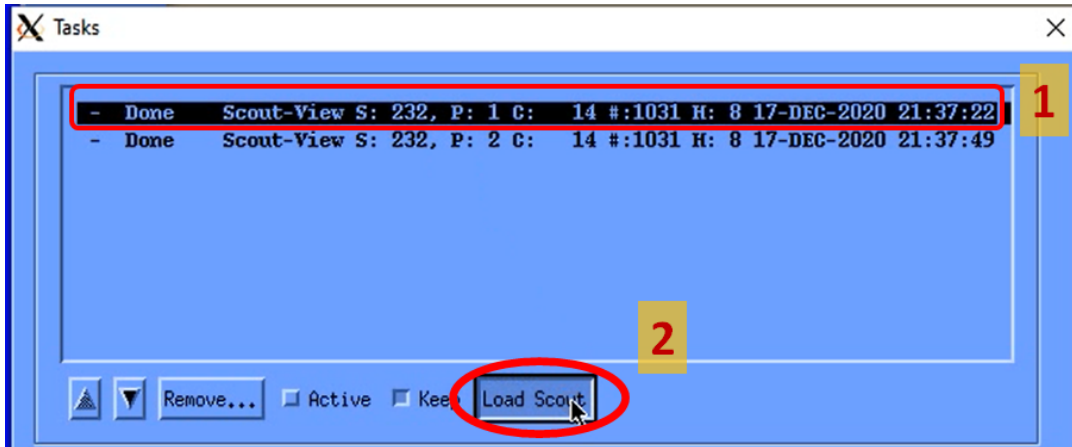 Tasks
- Done Scout-View S: 232, P: 1 C: 14 #:1031 H: 8 17-DEC-2020 21:37:22
1
- Done Scout-View S: 232, P: 2 C: 14 #:1031 H: 8 17-DEC-2020 21:37:49
2
Remove... Active Keep Load Scout